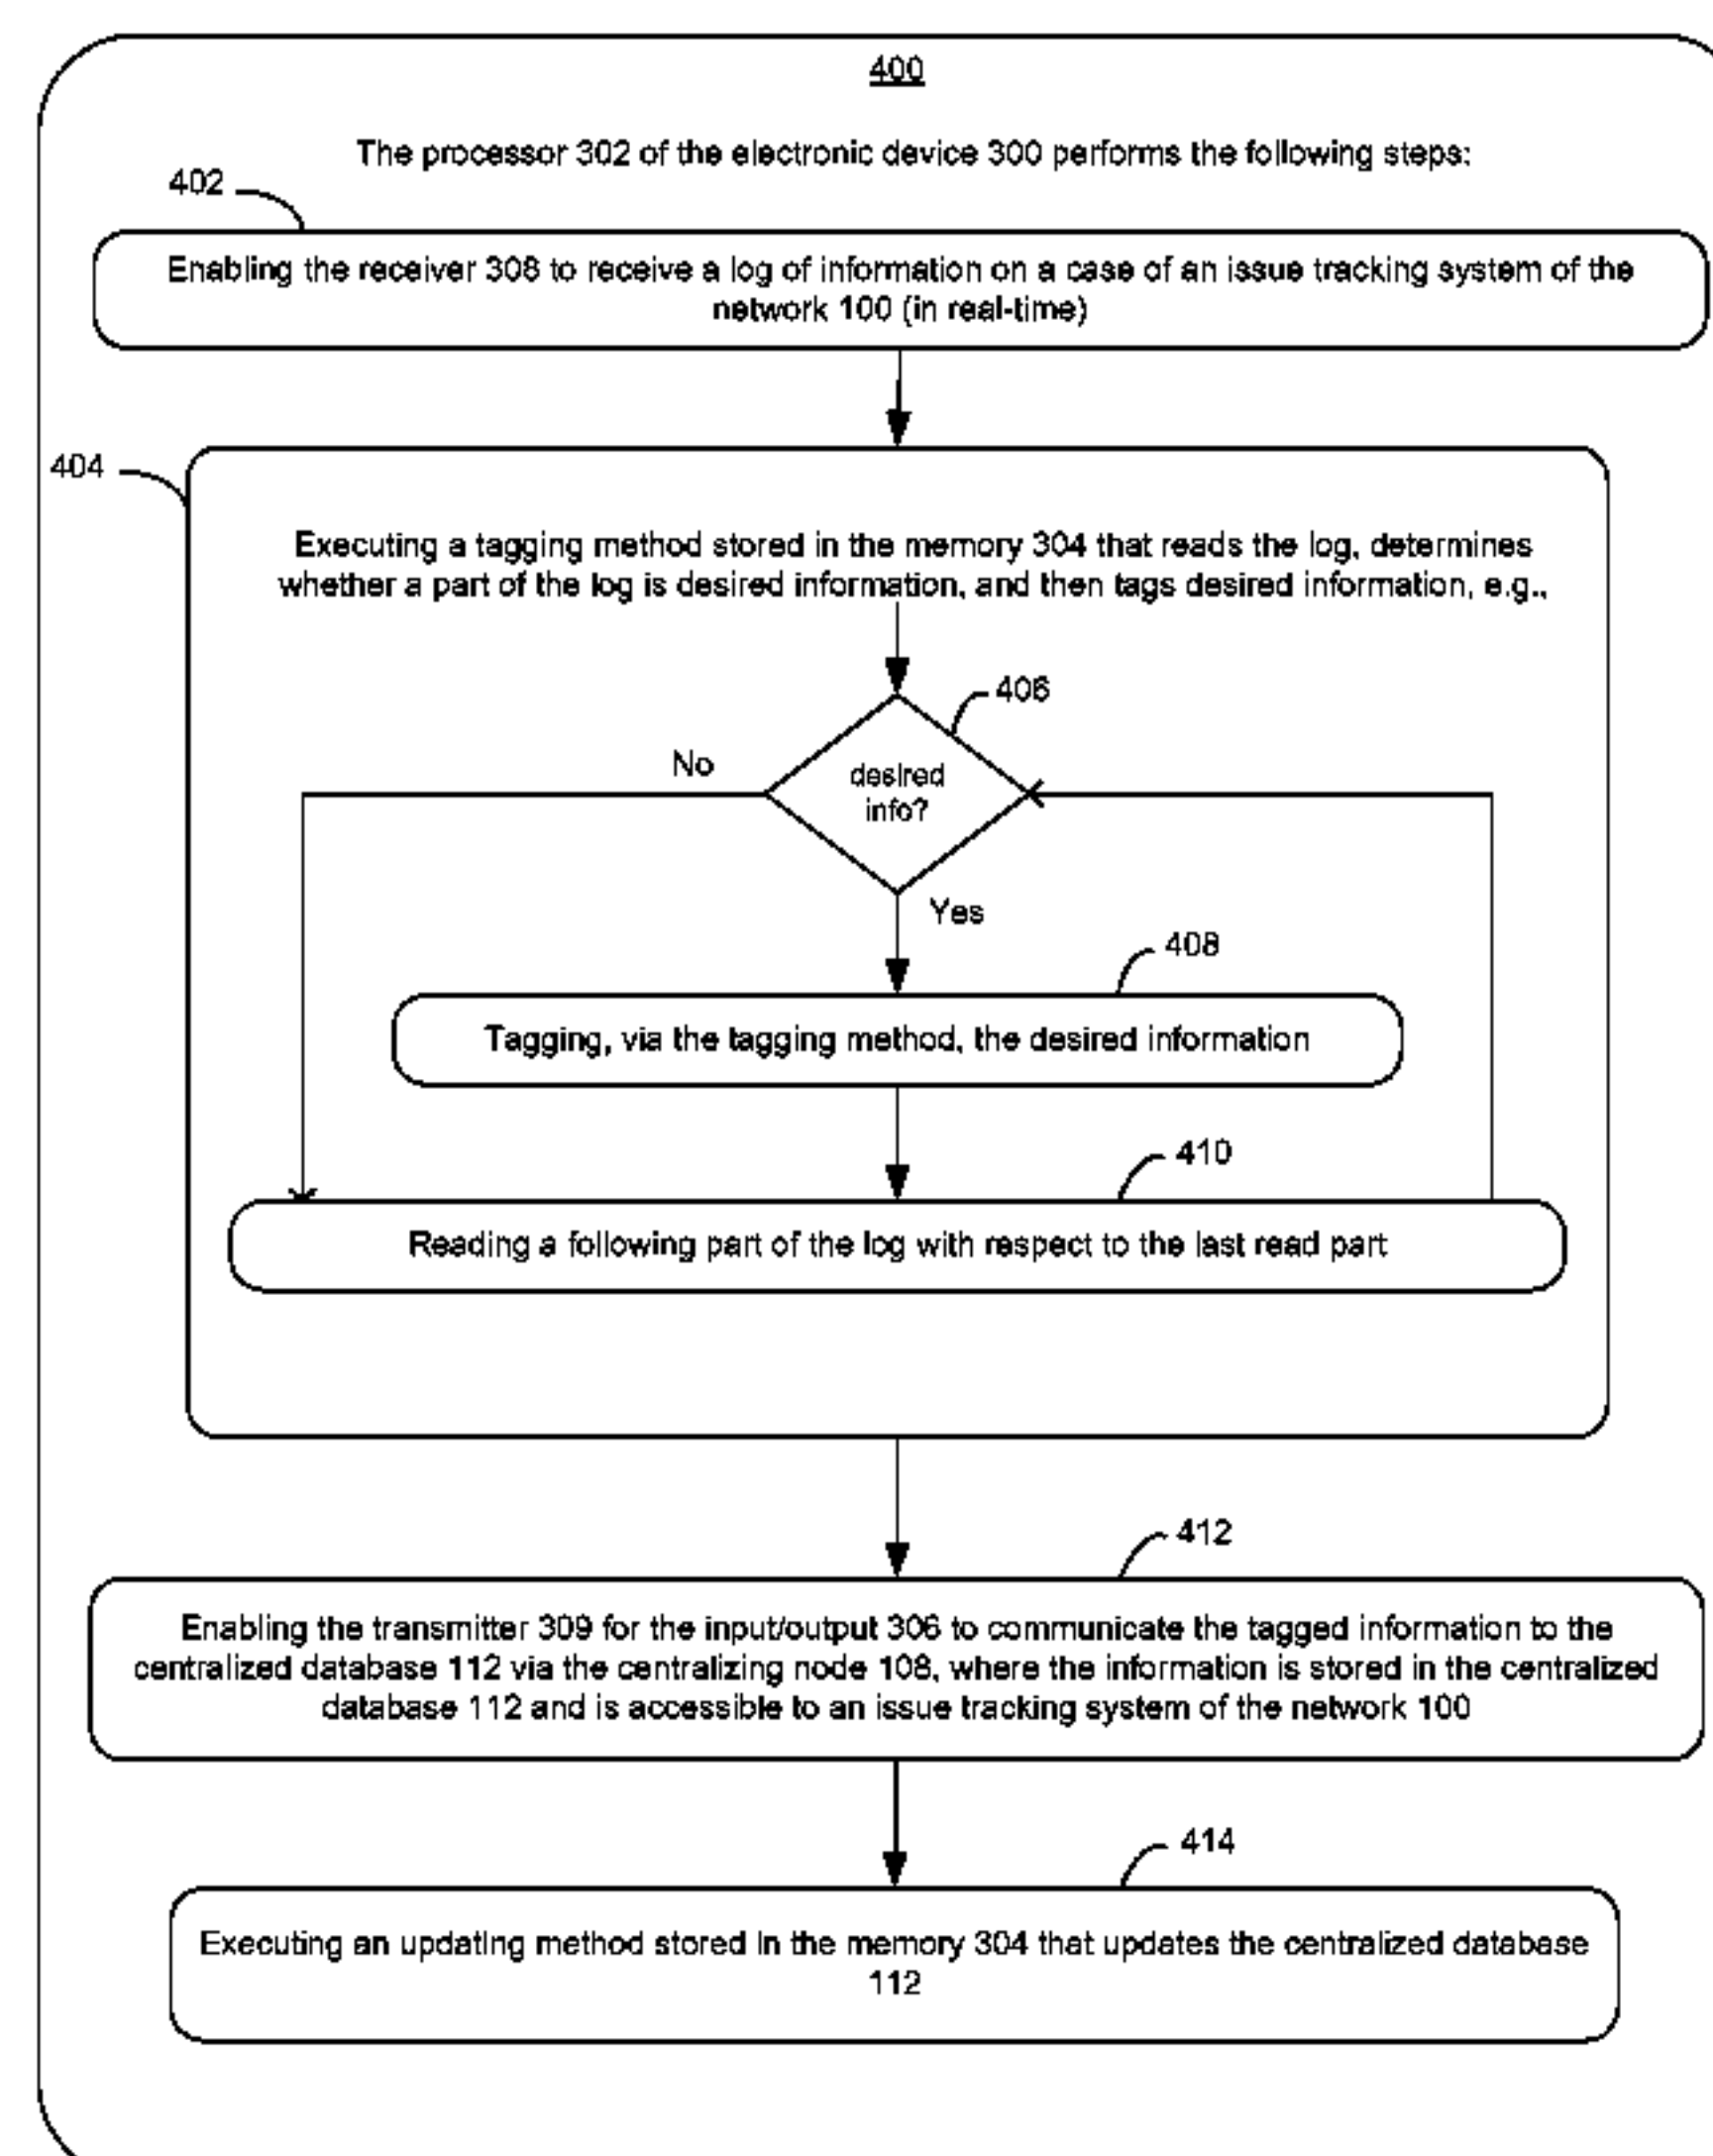 400
The processor 302 of the electronic device 300 performs the following steps:
402
Enabling the receiver 308 to receive a log of information on a case of an issue tracking system of the
network 100 (in real-time)
404
Executing a tagging method stored in the memory 304 that reads the log, determines
whether a part of the log is desired information, and then tags desired information, e.g.,
406
No
desired
info?
Yes
408
Tagging, via the tagging method, the desired information
410
Reading a following part of the log with respect to the last read part
412
Enabling the transmitter 309 for the input/output 306 to communicate the tagged information to the
centralized database 112 via the centralizing node 108, where the information is stored in the centralized
database 112 and is accessible to an issue tracking system of the network 100
414
Executing an updating method stored in the memory 304 that updates the centralized database
112